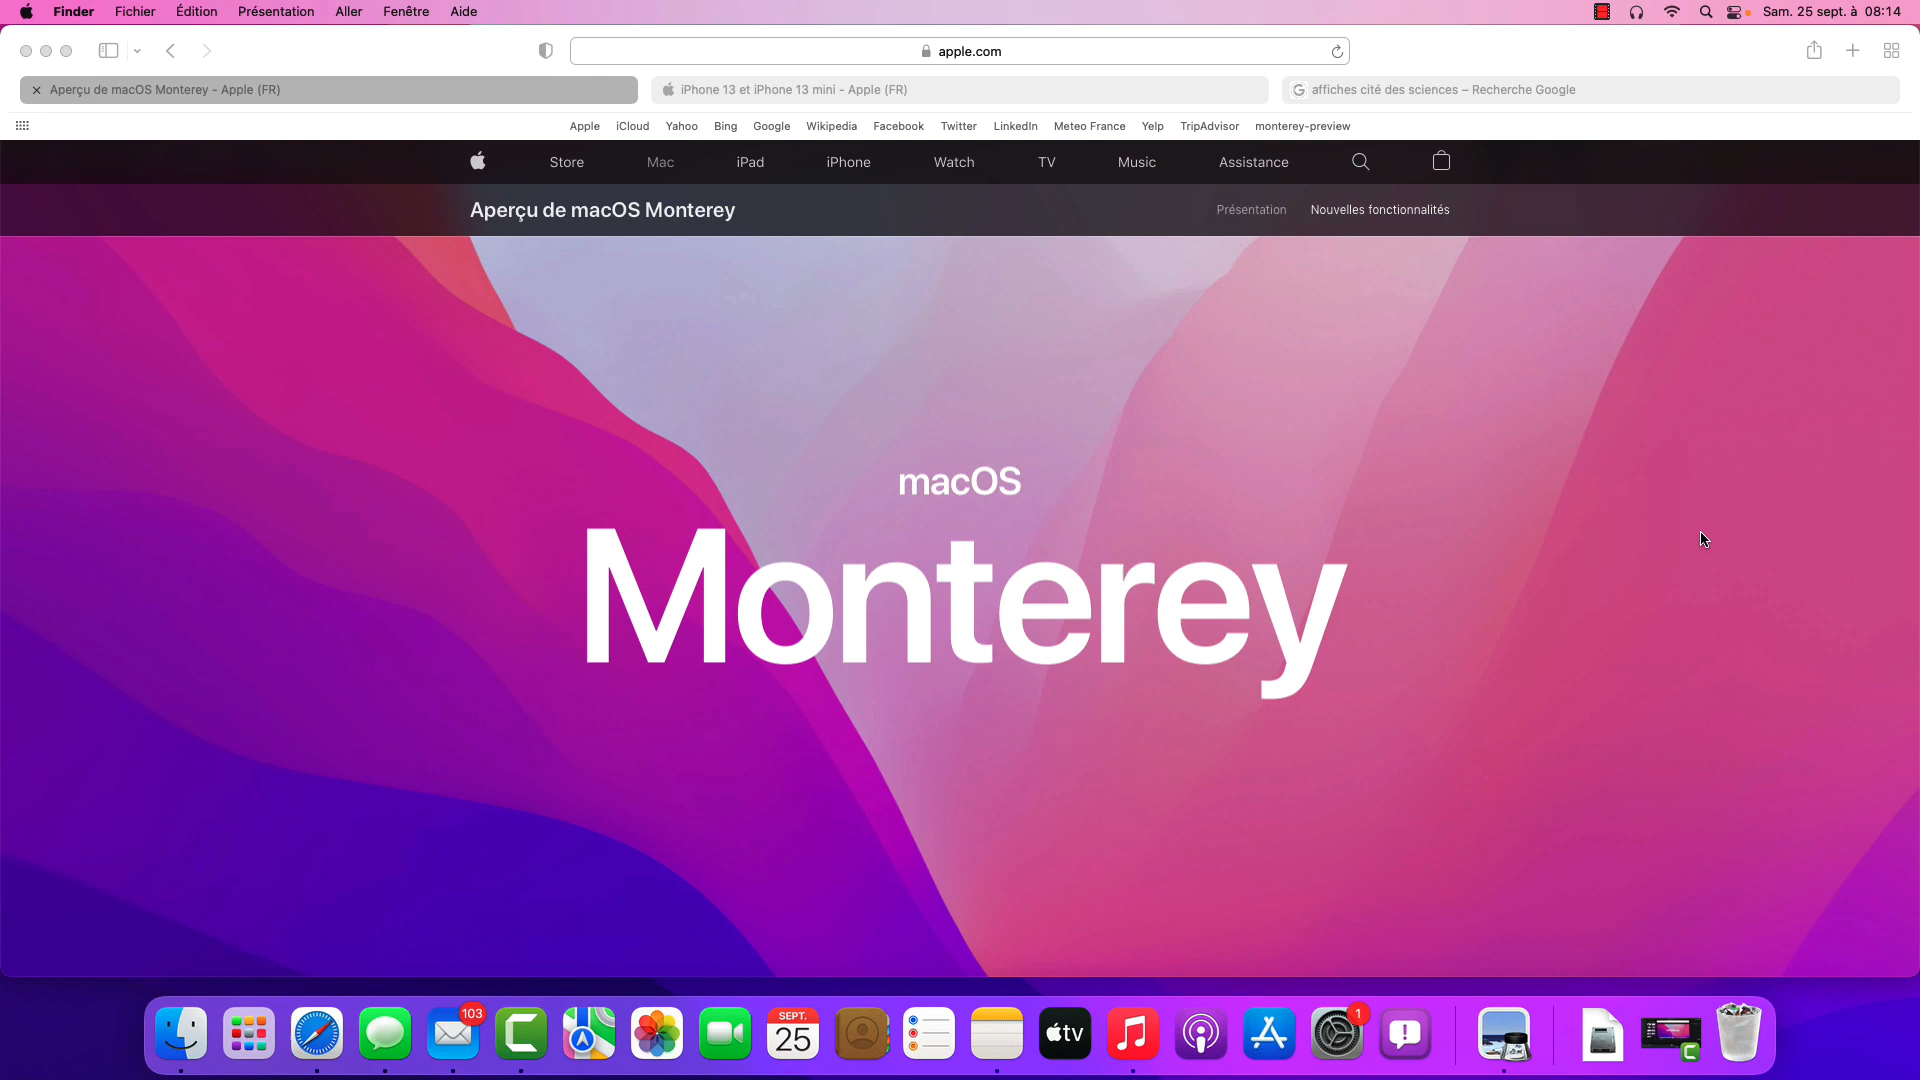 Finder Fichier Édition Présentation Aller Fenêtre Aide Sam. 25 sept. à 08:14
apple.com
Aperçu de macOS Monterey - Apple (FR) iPhone 13 et iPhone 13 mini - Apple (FR) affiches cité des sciences – Recherche Google
Apple iCloud Yahoo Bing Google Wikipedia Facebook Twitter LinkedIn Meteo France Yelp TripAdvisor monterey-preview
Store Mac iPad iPhone Watch TV Music Assistance
Aperçu de macOS Monterey Présentation Nouvelles fonctionnalités
macOS
Monterey
103 SEPT. 25 tv 1